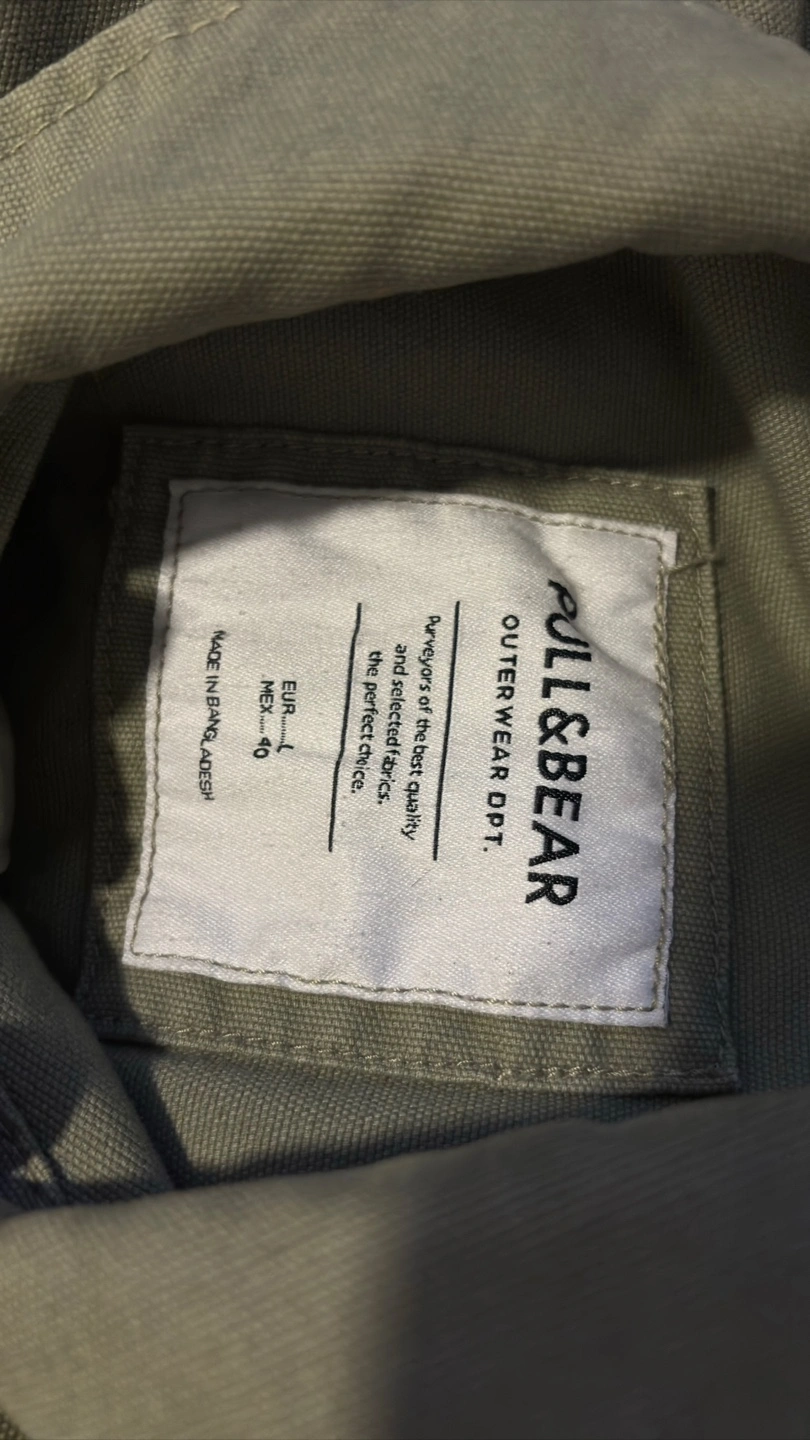 PULL&BEAR
OUTERWEAR DPT.
Purveyors of the best quality
and selected fabrics.
the perfect choice.
EUR........L
MEX..... 40
MADE IN BANGLADESH